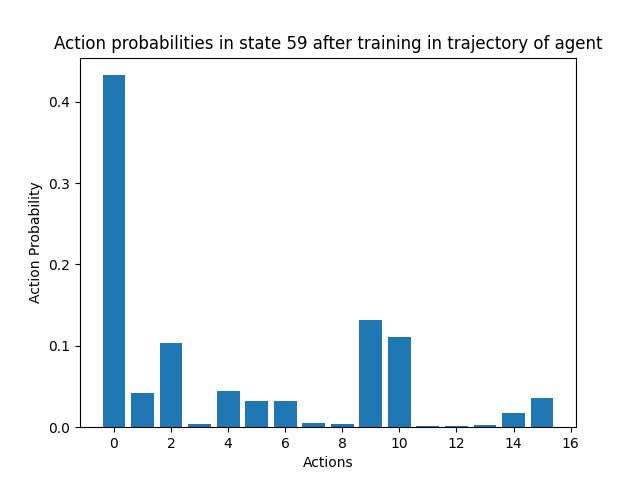 Action probabilities in state 59 after training in trajectory of agent
Action Probability
0.4
0.3
0.2
0.1
0.0
0 2 4 6 8 10 12 14 16
Actions